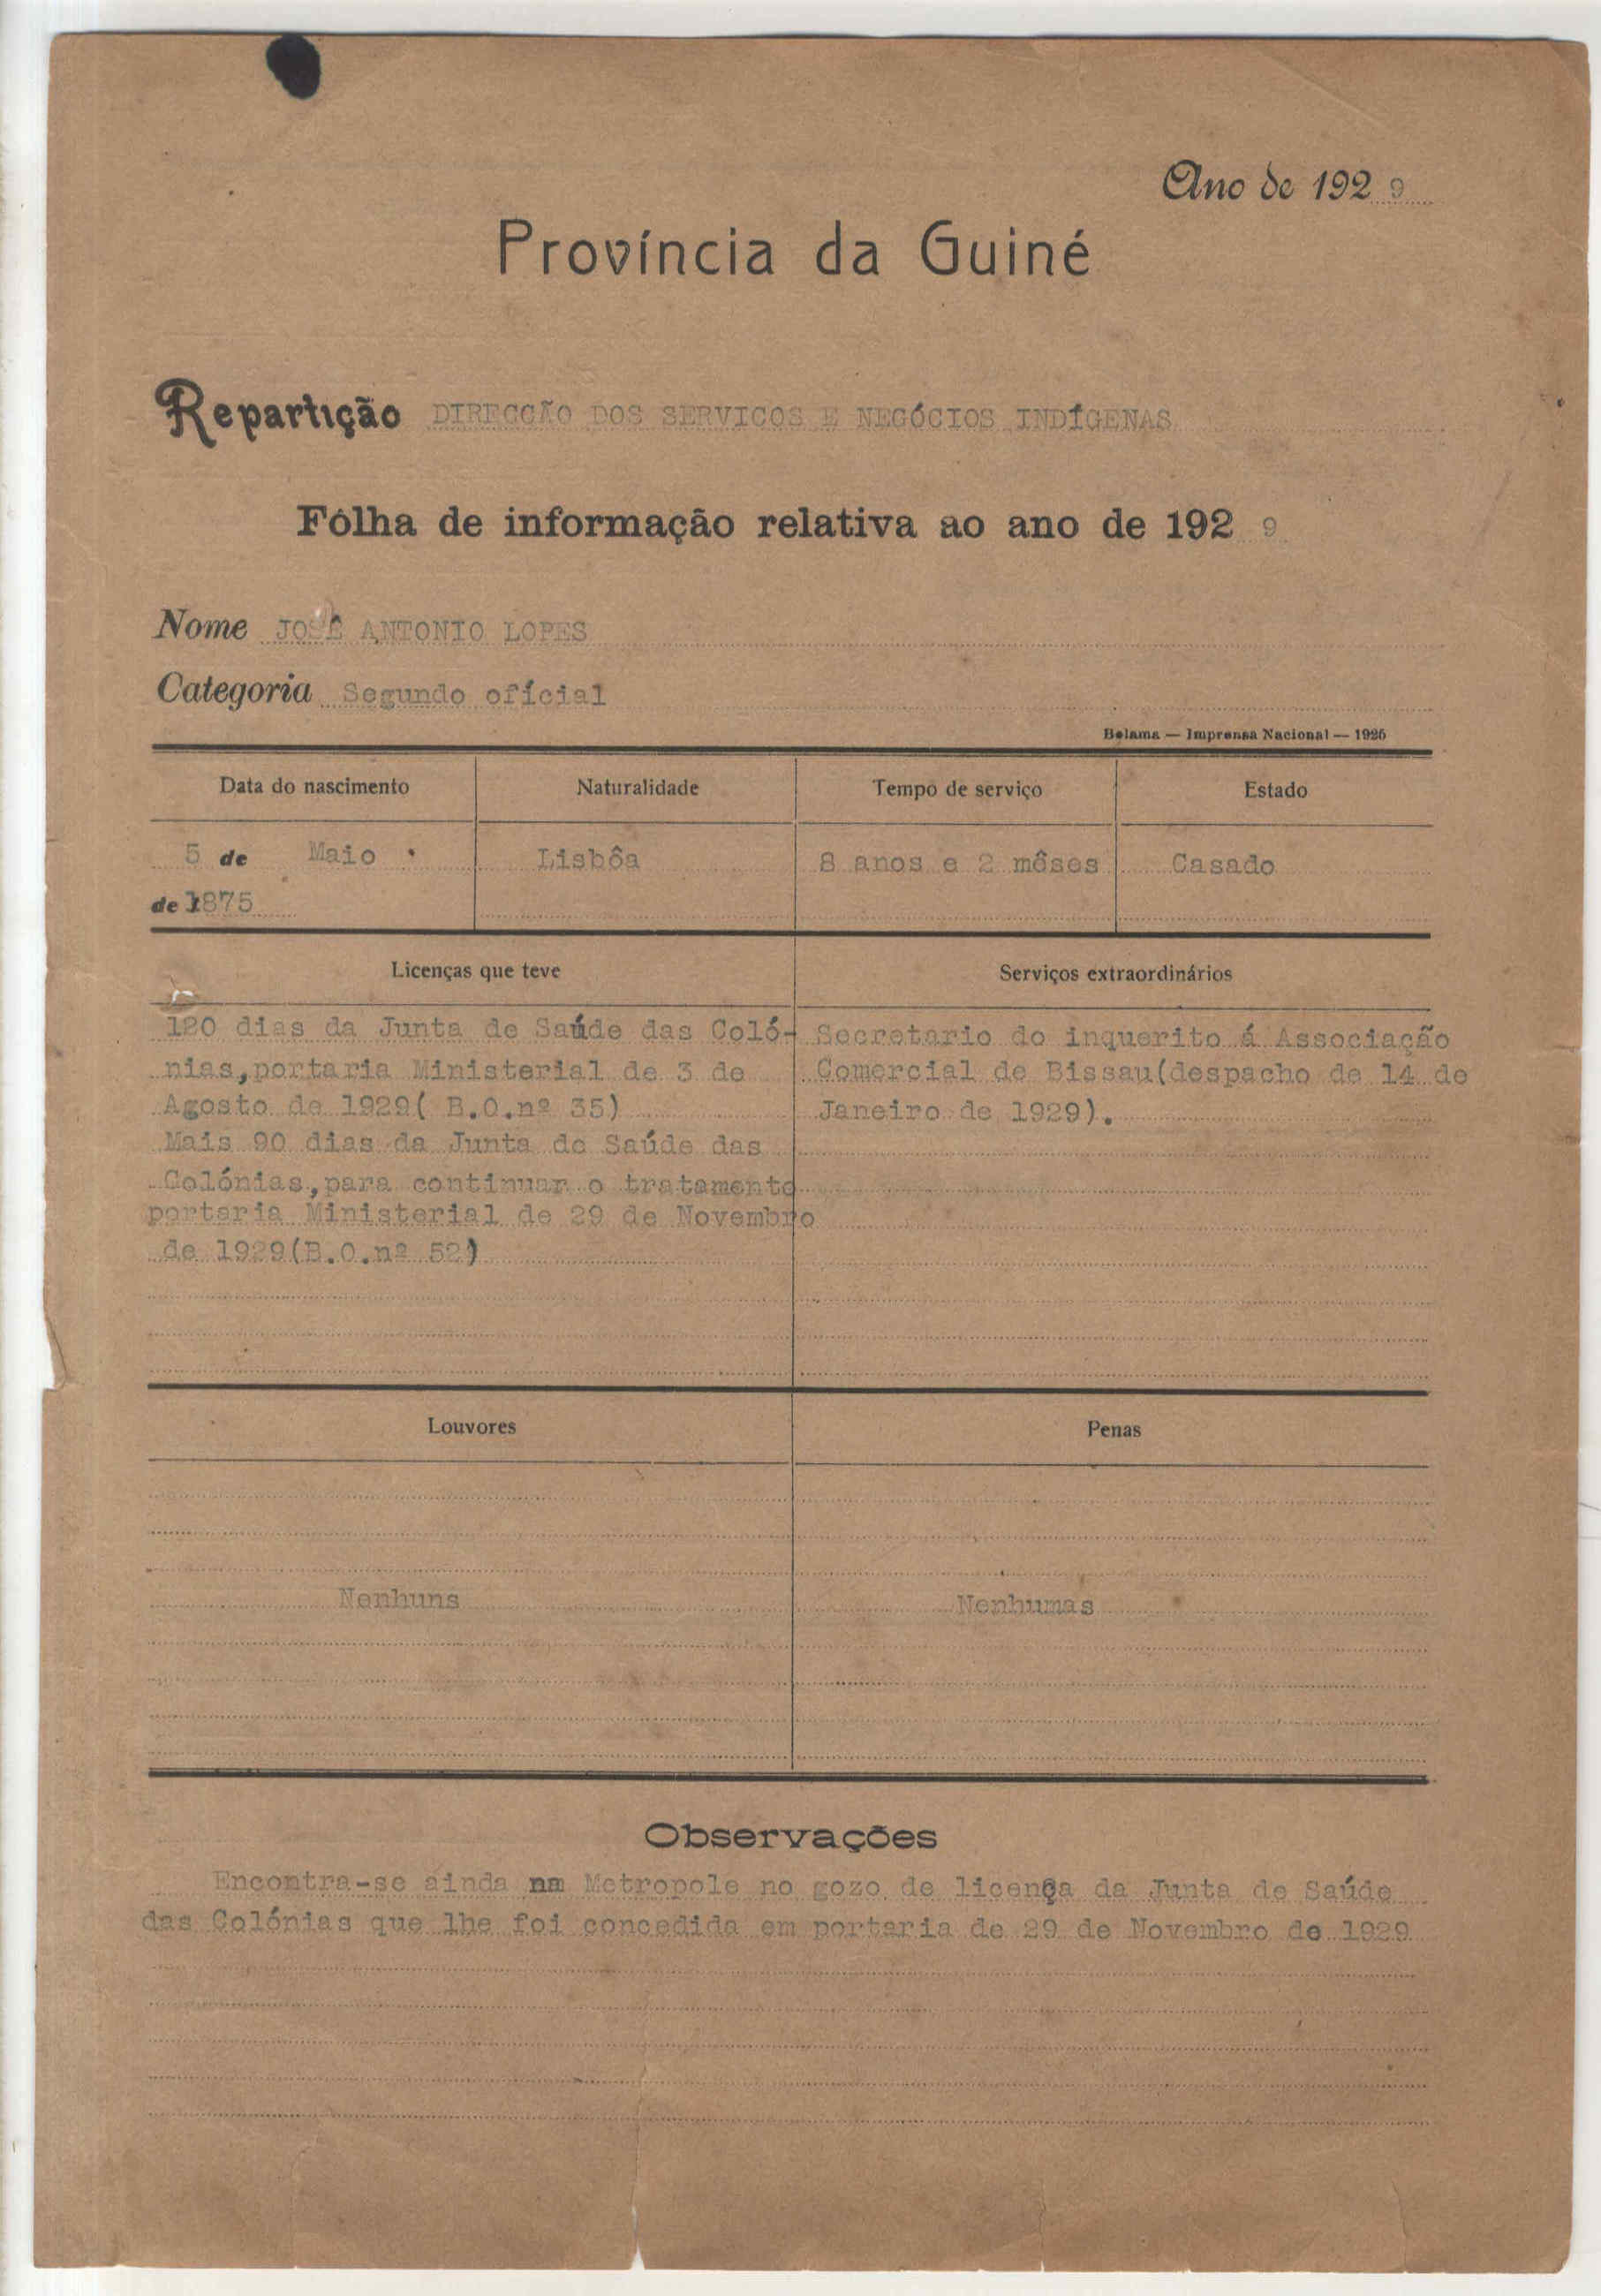 Ano de 1929
Província da Guiné
Repartição DIRECCÃO DOS SERVICOS E NEGÓCIOS INDÍGENAS
Fôlha de informação relativa ao ano de 1929
Nome JOSÉ ANTONIO LOPES
Categoria Segundo ofícial
Bolama — Imprensa Nacional — 1926
Data do nascimento Naturalidade Tempo de serviço Estado
5 de Maio Lisbôa 8 anos e 2 mêses Casado
de 1875
Licenças que teve
120 dias da Junta de Saúde das Coló-
nias,portaria Ministerial de 3 de
Agosto de 1929( B.O.nº 35)
Mais 90 dias da Junta de Saúde das
Colónias,para continuar o tratamento
portaria Ministerial de 29 de Novembro
de 1929(B.O.nº 52)
Serviços extraordinários
Secretario do inquerito á Associação
Comercial de Bissau(despacho de 14 de
Janeiro de 1929).
Louvores
Nenhuns
Penas
Nenhumas
Observações
Encontra-se ainda na Metropole no gozo de licença da Junta de Saúde
das Colónias que lhe foi concedida em portaria de 29 de Novembro de 1929